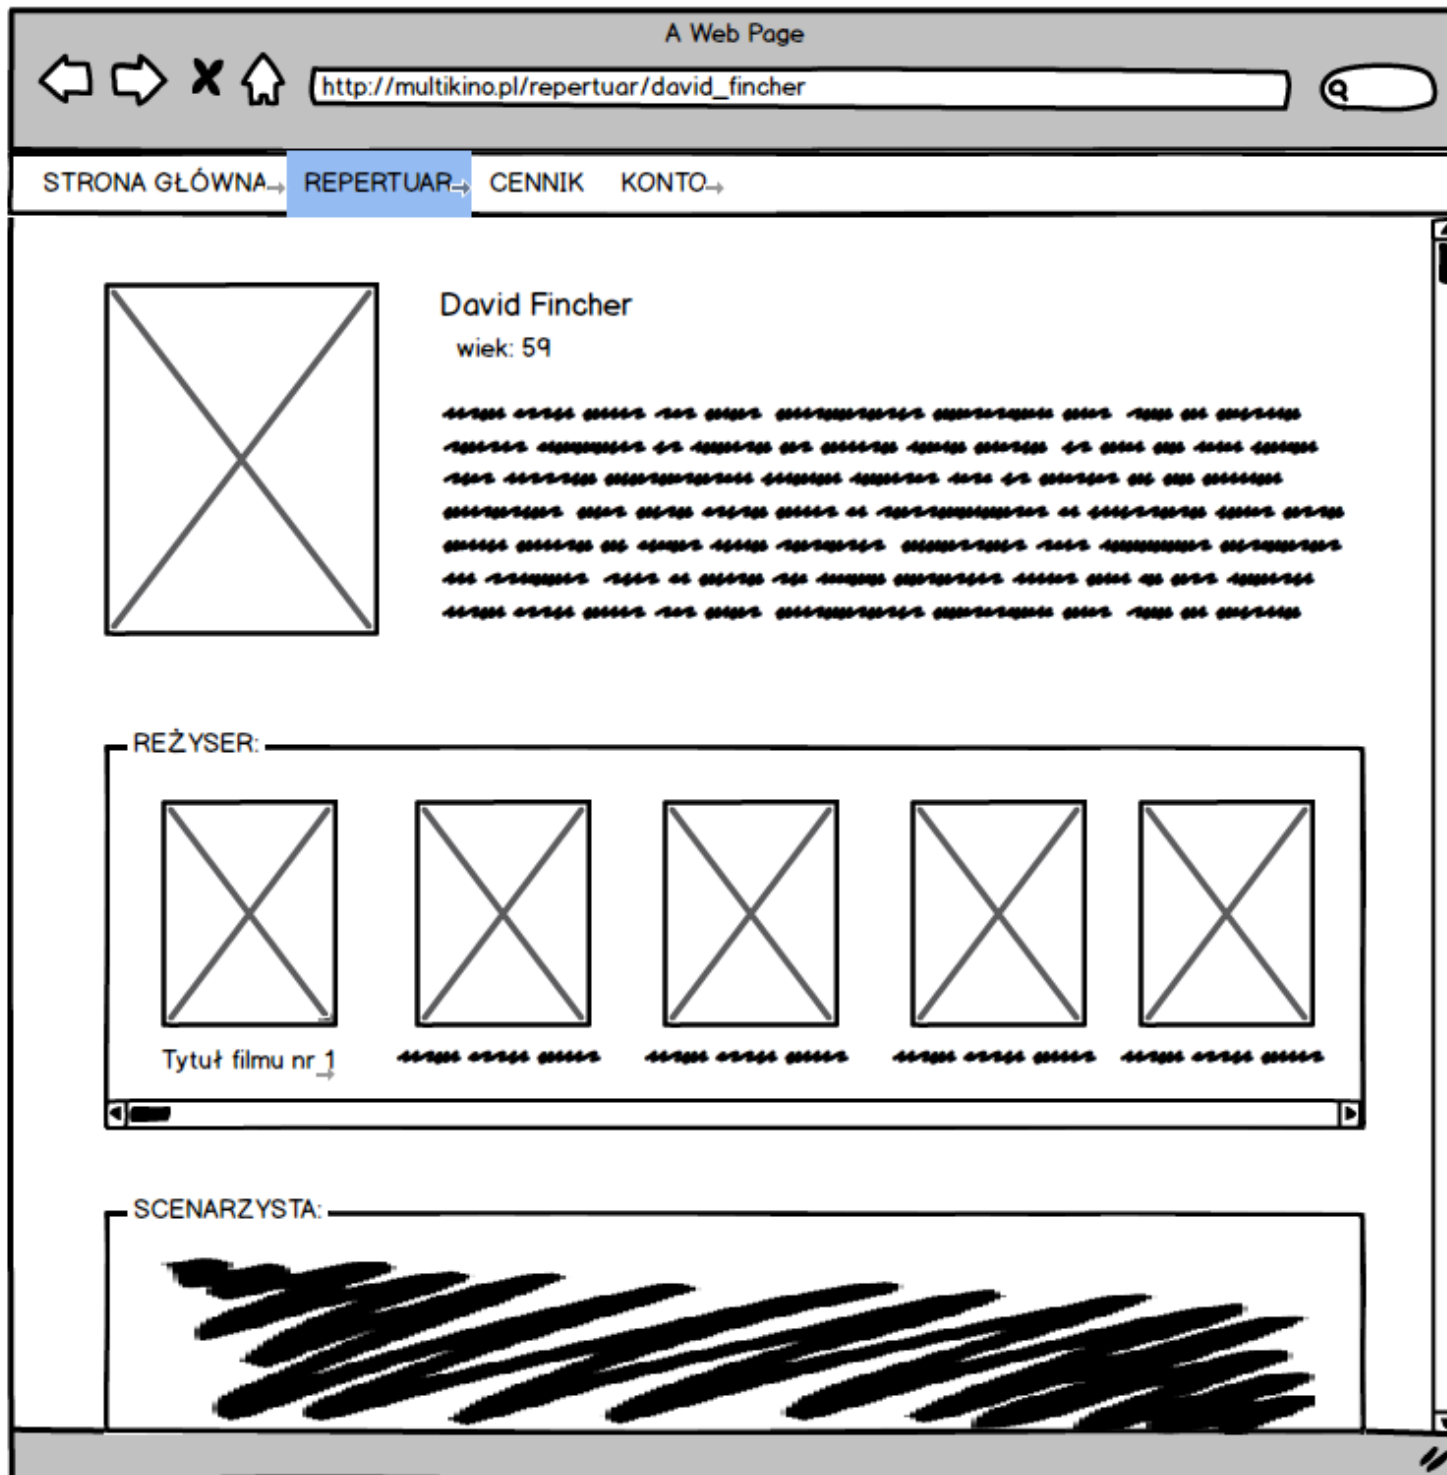 A Web Page
http://multikino.pl/repertuar/david_fincher
STRONA GŁÓWNA REPERTUAR CENNIK KONTO
David Fincher
wiek: 59
REŻYSER:
Tytuł filmu nr 1
SCENARZYSTA: